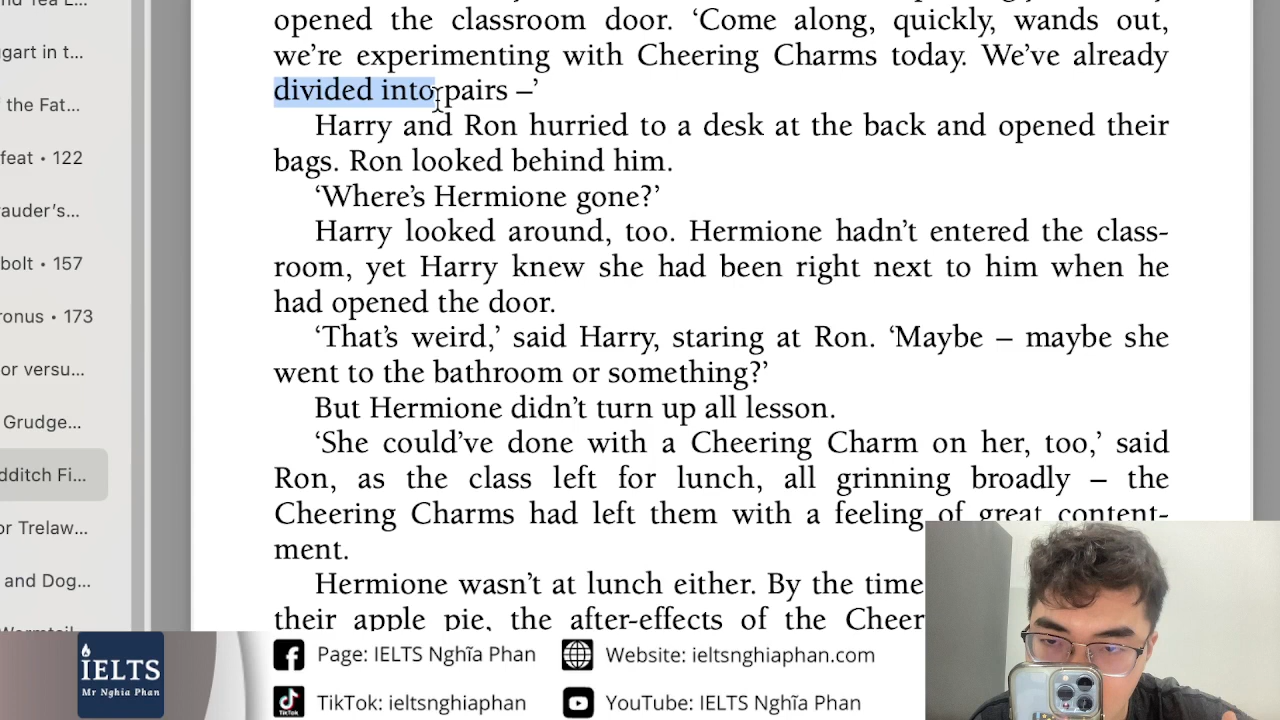 ggart in t...
f the Fat...
feat • 122
auder's...
bolt • 157
ronus • 173
or versu...
Grudge...
dditch Fi...
or Trelaw...
and Dog...
opened the classroom door. ‘Come along, quickly, wands out,
we’re experimenting with Cheering Charms today. We’ve already
divided into pairs –’
Harry and Ron hurried to a desk at the back and opened their
bags. Ron looked behind him.
‘Where’s Hermione gone?’
Harry looked around, too. Hermione hadn’t entered the class-
room, yet Harry knew she had been right next to him when he
had opened the door.
‘That’s weird,’ said Harry, staring at Ron. ‘Maybe – maybe she
went to the bathroom or something?’
But Hermione didn’t turn up all lesson.
‘She could’ve done with a Cheering Charm on her, too,’ said
Ron, as the class left for lunch, all grinning broadly – the
Cheering Charms had left them with a feeling of great content-
ment.
Hermione wasn’t at lunch either. By the time
their apple pie, the after-effects of the Cheer
IELTS
Mr Nghia Phan
Page: IELTS Nghĩa Phan
Website: ieltsnghiaphan.com
TikTok: ieltsnghiaphan
YouTube: IELTS Nghĩa Phan